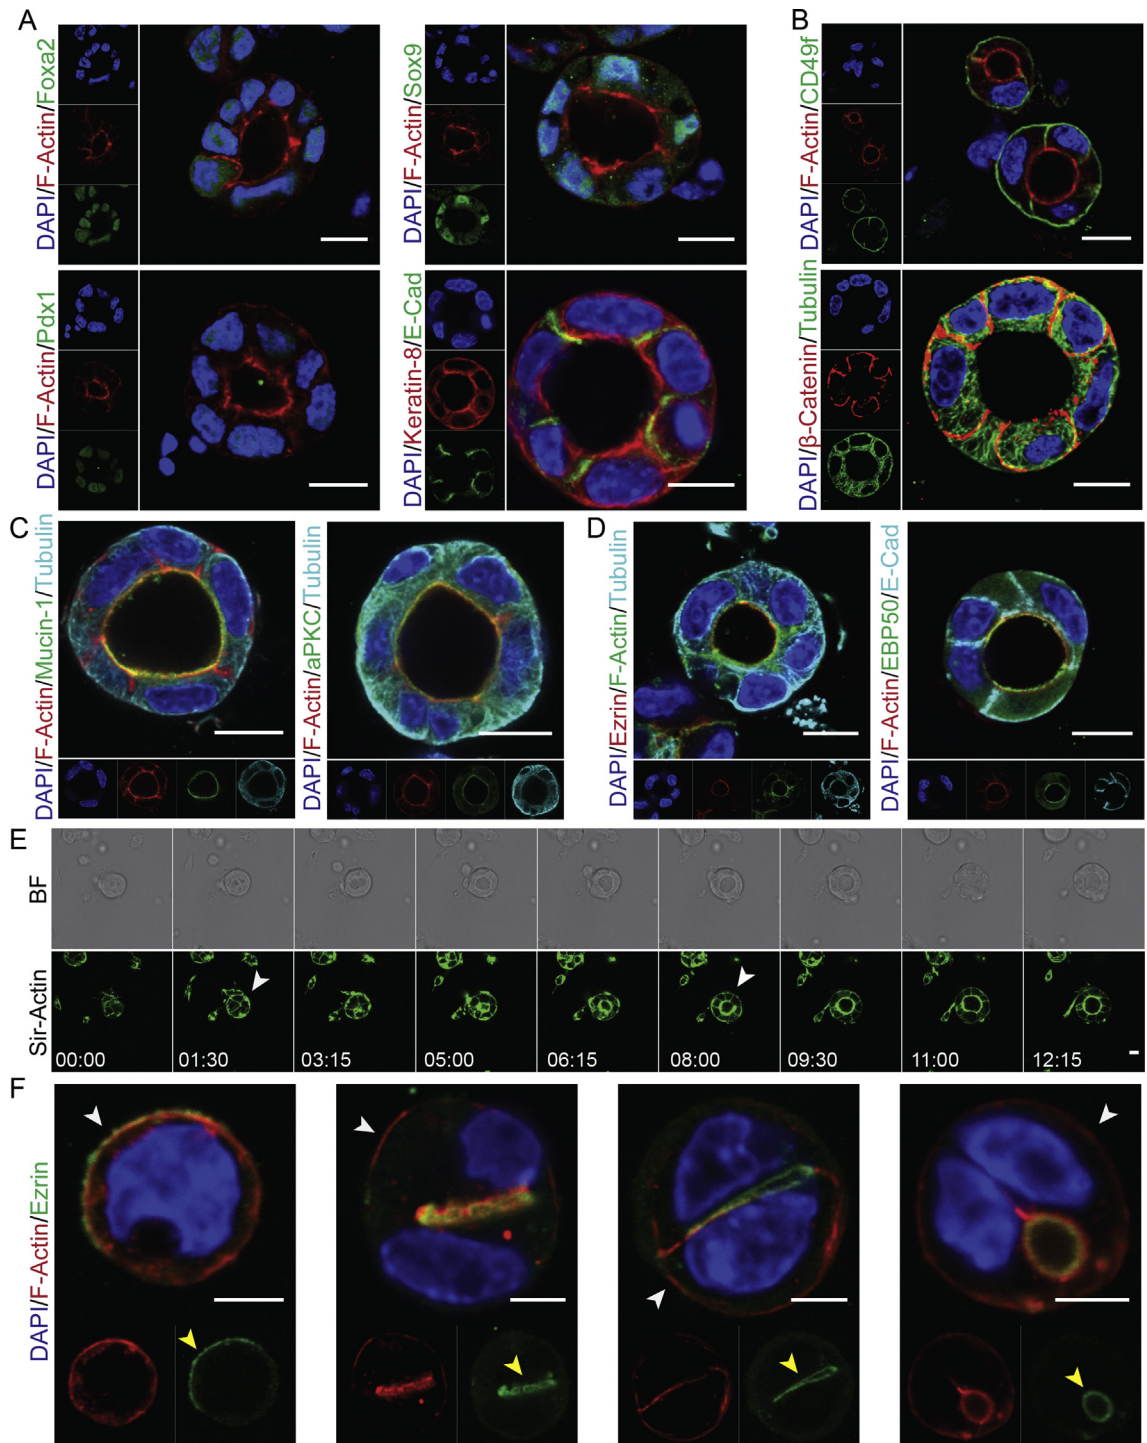 A
DAPI/F-Actin/Foxa2
DAPI/F-Actin/Sox9
B
DAPI/F-Actin/CD49f
DAPI/F-Actin/Pdx1
DAPI/Keratin-8/E-Cad
DAPI/β-Catenin/Tubulin
C
DAPI/F-Actin/Mucin-1/Tubulin
DAPI/F-Actin/aPKC/Tubulin
D
DAPI/Ezrin/F-Actin/Tubulin
DAPI/F-Actin/EBP50/E-Cad
E
BF
Sir-Actin
00:00 01:30 03:15 05:00 06:15 08:00 09:30 11:00 12:15
F
DAPI/F-Actin/Ezrin